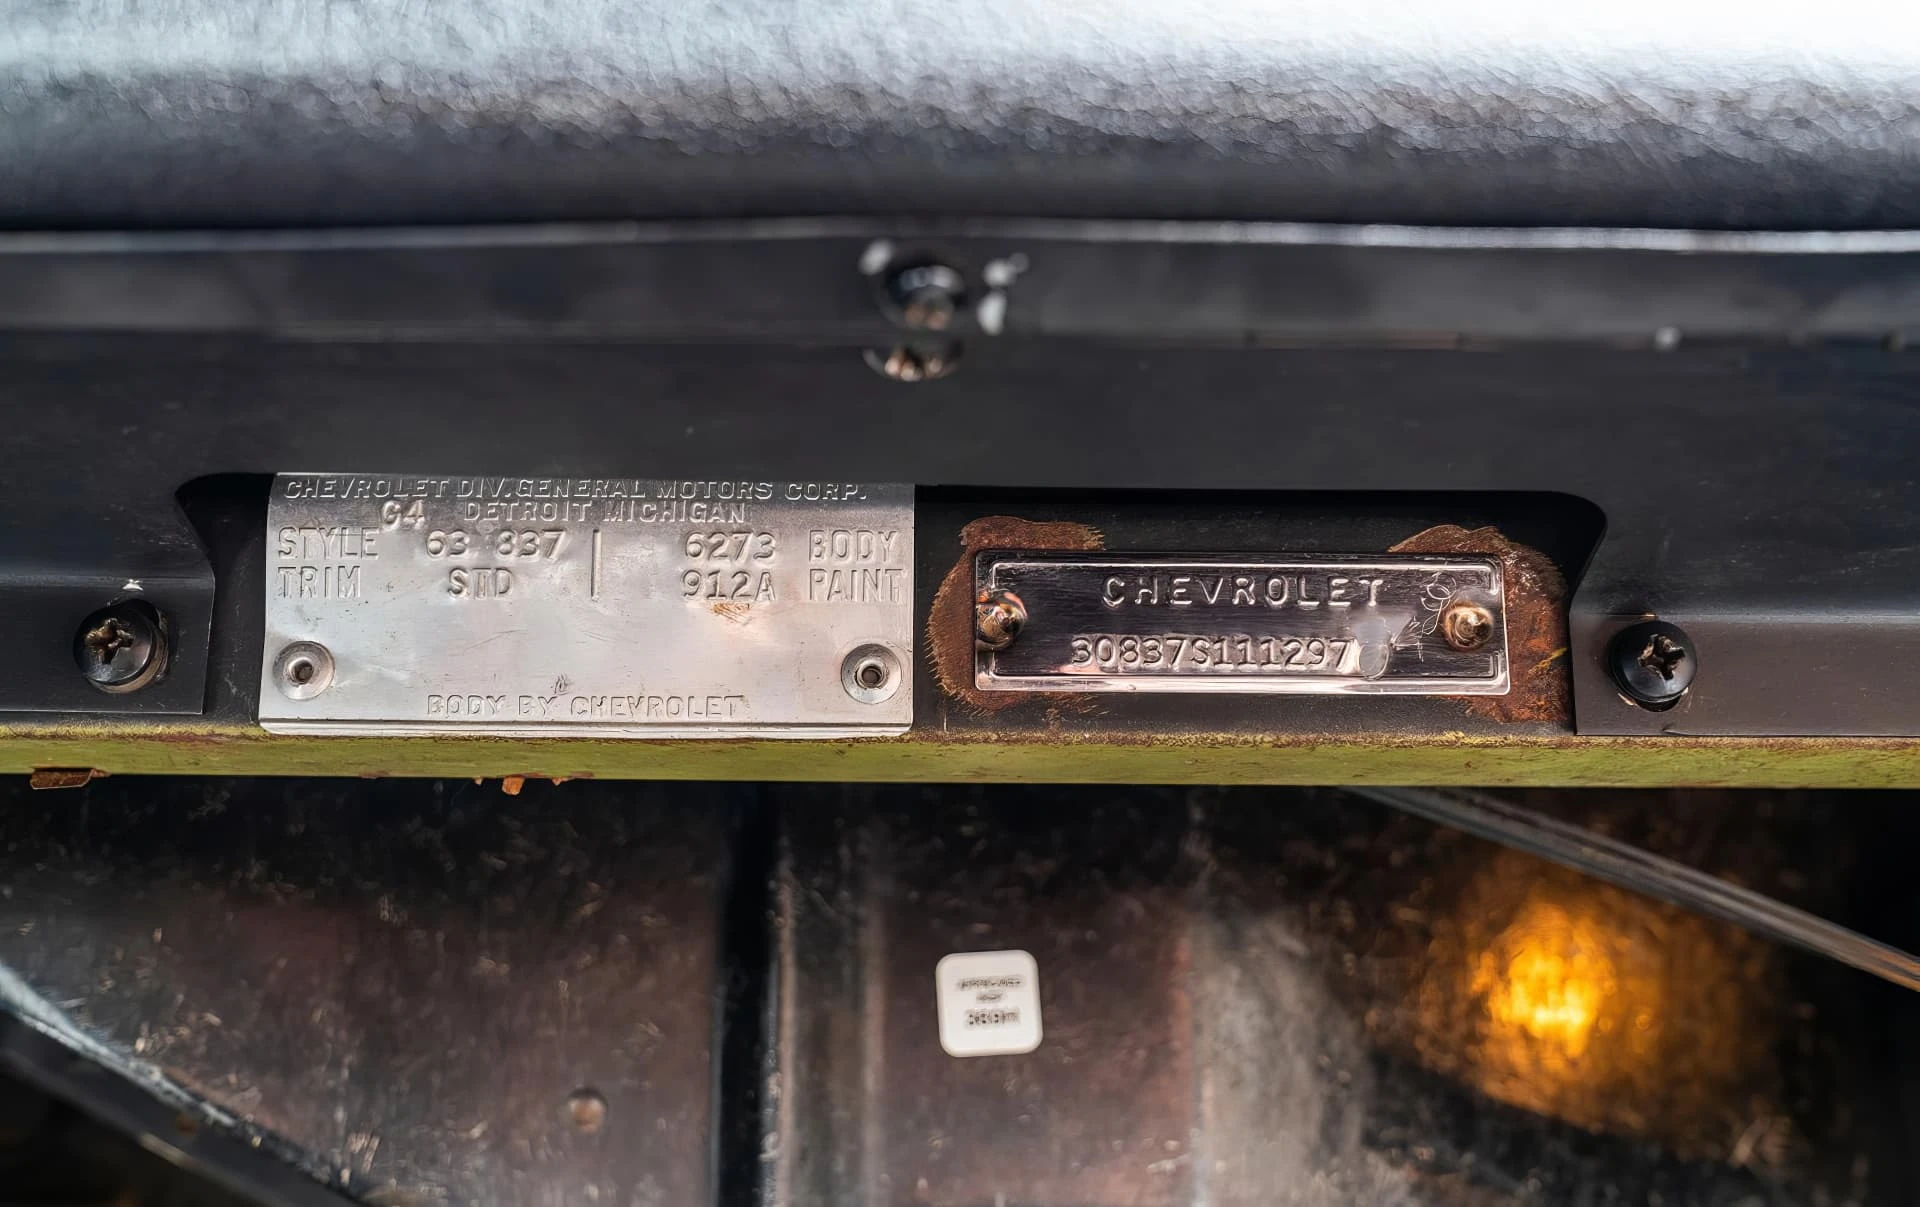 CHEVROLET DIV. GENERAL MOTORS CORP.
G4 DETROIT MICHIGAN
STYLE 63 837 | 6273 BODY
TRIM STD | 912A PAINT
BODY BY CHEVROLET
CHEVROLET
30837S111297